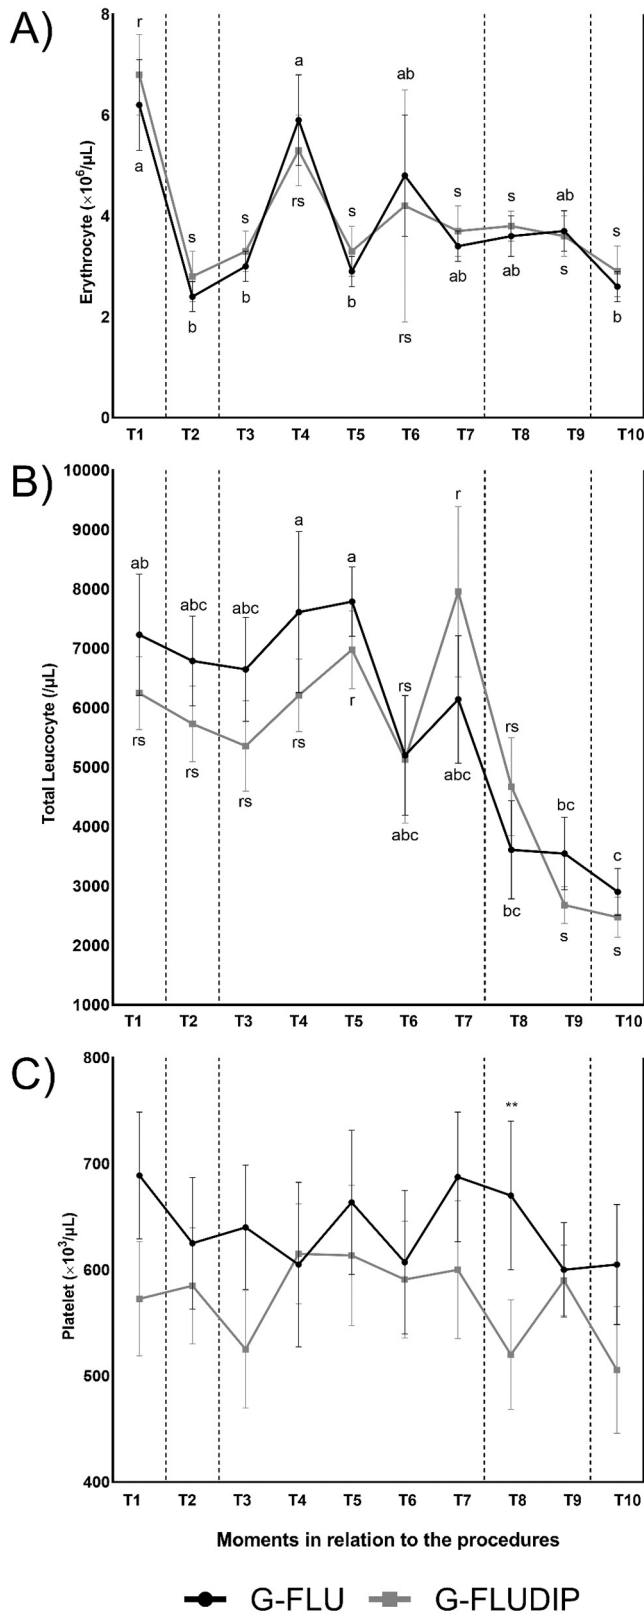 A)
8
6
4
2
0
Erythrocyte (×10⁶/µL)
r
a
ab
a
s
s
rs
s
s
s
ab
s
b
b
b
rs
ab
ab
s
b
T1 T2 T3 T4 T5 T6 T7 T8 T9 T10
B)
10000
9000
8000
7000
6000
5000
4000
3000
2000
1000
Total Leucocyte (/µL)
r
a
a
ab
abc
abc
rs
rs
bc
c
rs
rs
rs
rs
r
abc
abc
bc
s
s
T1 T2 T3 T4 T5 T6 T7 T8 T9 T10
C)
800
700
600
500
400
Platelet (×10³/µL)
**
T1 T2 T3 T4 T5 T6 T7 T8 T9 T10
Moments in relation to the procedures
G-FLU G-FLUDIP